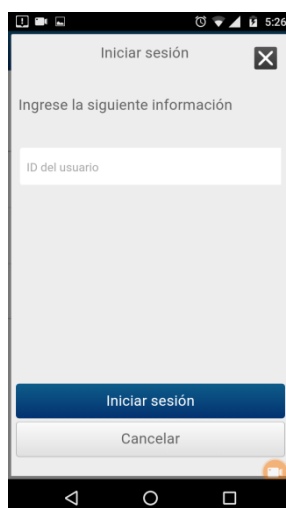 5:26
Iniciar sesión
Ingrese la siguiente información
ID del usuario
Iniciar sesión
Cancelar